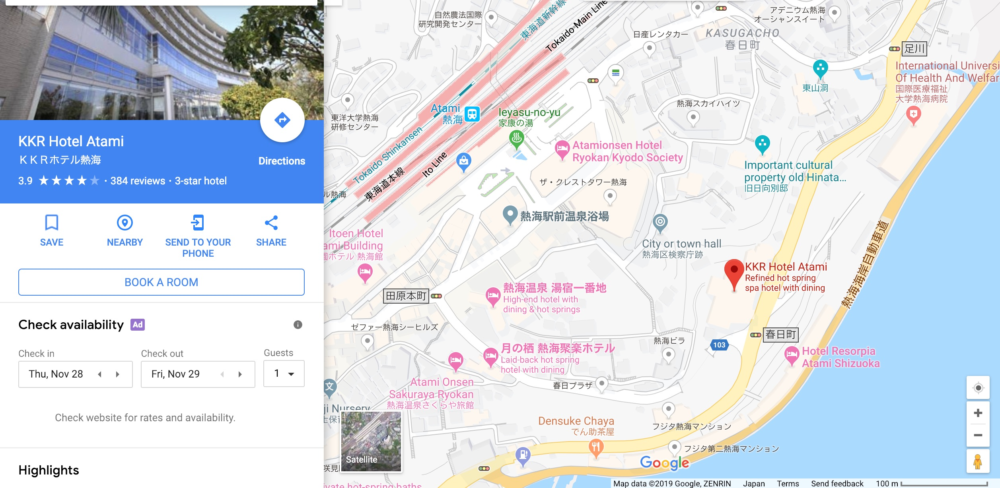 KKR Hotel Atami
ＫＫＲホテル熱海
3.9 · 384 reviews · 3-star hotel
Directions
SAVE
NEARBY
SEND TO YOUR
PHONE
SHARE
BOOK A ROOM
Check availability Ad
Check in
Check out
Guests
Thu, Nov 28
Fri, Nov 29
1
Check website for rates and availability.
Highlights
自然農法国際
研究開発センター
東海道新幹線
Tokaido Main Line
日産レンタカー
KASUGACHO
春日町
アデニウム熱海
オーシャンスイート
足川
International Universi
Of Health And Welfar
国際医療福祉
大学熱海病院
東山洞
東洋大学熱海
研修センター
Atami
熱海
Ieyasu-no-yu
家康の湯
熱海スカイハイツ
Tokaido Shinkansen
東海道本線
Ito Line
Atamionsen Hotel
Ryokan Kyodo Society
Important cultural
property old Hinata...
旧日向別邸
ル熱海
ザ・クレストタワー熱海
熱海駅前温泉浴場
Itoen Hotel
ami Building
園ホテル 熱海館
City or town hall
熱海区検察庁跡
KKR Hotel Atami
Refined hot spring
spa hotel with dining
熱海海岸自動車道
田原本町
熱海温泉 湯宿一番地
High-end hotel with
dining & hot springs
ゼファー熱海シーヒルズ
熱海ビラ
103
春日町
月の栖 熱海聚楽ホテル
Laid-back hot spring
hotel with dining
Hotel Resorpia
Atami Shizuoka
Atami Onsen
Sakuraya Ryokan
熱海温泉さくらや旅館
春日プラザ
文
ji Nursery
Densuke Chaya
でん助茶屋
フジタ熱海マンション
フジタ第二熱海マンション
Satellite
咲見
ivate hot-spring baths
Google
Map data ©2019 Google, ZENRIN Japan Terms Send feedback 100 m